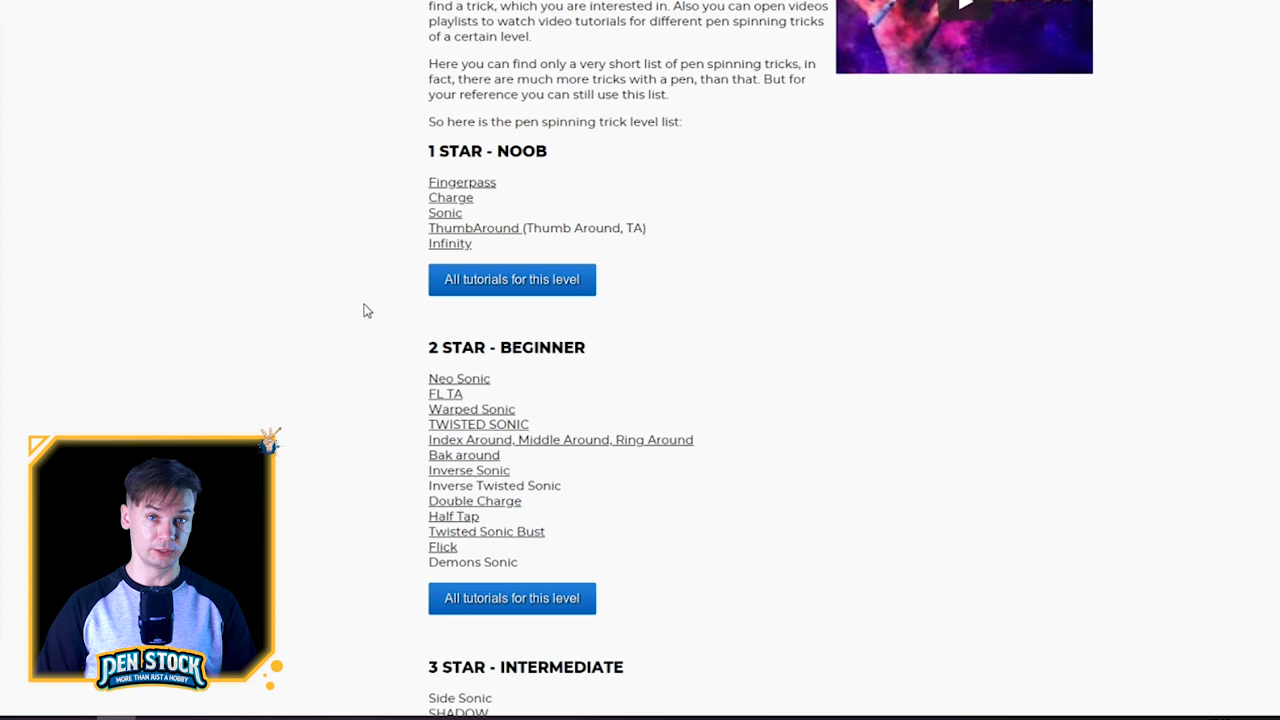 find a trick, which you are interested in. Also you can open videos
playlists to watch video tutorials for different pen spinning tricks
of a certain level.
Here you can find only a very short list of pen spinning tricks, in
fact, there are much more tricks with a pen, than that. But for
your reference you can still use this list.
So here is the pen spinning trick level list:
1 STAR - NOOB
Fingerpass
Charge
Sonic
ThumbAround (Thumb Around, TA)
Infinity
All tutorials for this level
2 STAR - BEGINNER
Neo Sonic
FL TA
Warped Sonic
TWISTED SONIC
Index Around, Middle Around, Ring Around
Bak around
Inverse Sonic
Inverse Twisted Sonic
Double Charge
Half Tap
Twisted Sonic Bust
Flick
Demons Sonic
All tutorials for this level
3 STAR - INTERMEDIATE
Side Sonic
SHADOW
PEN STOCK
MORE THAN JUST A HOBBY